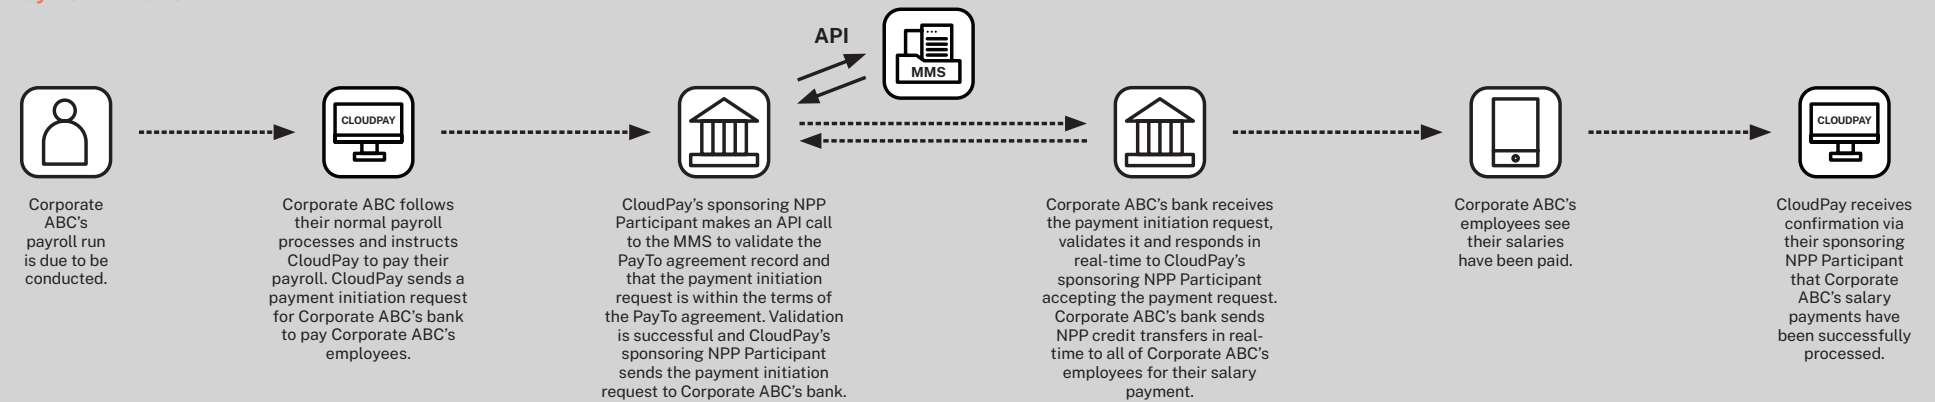 API
MMS
CLOUDPAY
CLOUDPAY
Corporate
ABC's
payroll run
is due to be
conducted.
Corporate ABC follows
their normal payroll
processes and instructs
CloudPay to pay their
payroll. CloudPay sends a
payment initiation request
for Corporate ABC's bank
to pay Corporate ABC's
employees.
CloudPay's sponsoring NPP
Participant makes an API call
to the MMS to validate the
PayTo agreement record and
that the payment initiation
request is within the terms of
the PayTo agreement. Validation
is successful and CloudPay's
sponsoring NPP Participant
sends the payment initiation
request to Corporate ABC's bank.
Corporate ABC's bank receives
the payment initiation request,
validates it and responds in
real-time to CloudPay's
sponsoring NPP Participant
accepting the payment request.
Corporate ABC's bank sends
NPP credit transfers in real-
time to all of Corporate ABC's
employees for their salary
payment.
Corporate ABC's
employees see
their salaries
have been paid.
CloudPay receives
confirmation via
their sponsoring
NPP Participant
that Corporate
ABC's salary
payments have
been successfully
processed.